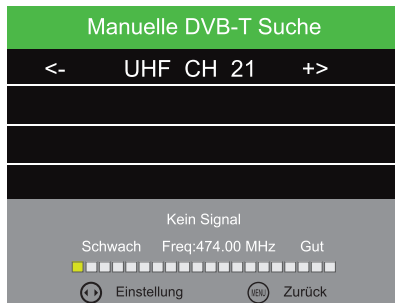 Manuelle DVB-T Suche
<- UHF CH 21 +>
Kein Signal
Schwach Freq:474.00 MHz Gut
Einstellung MENU Zurück